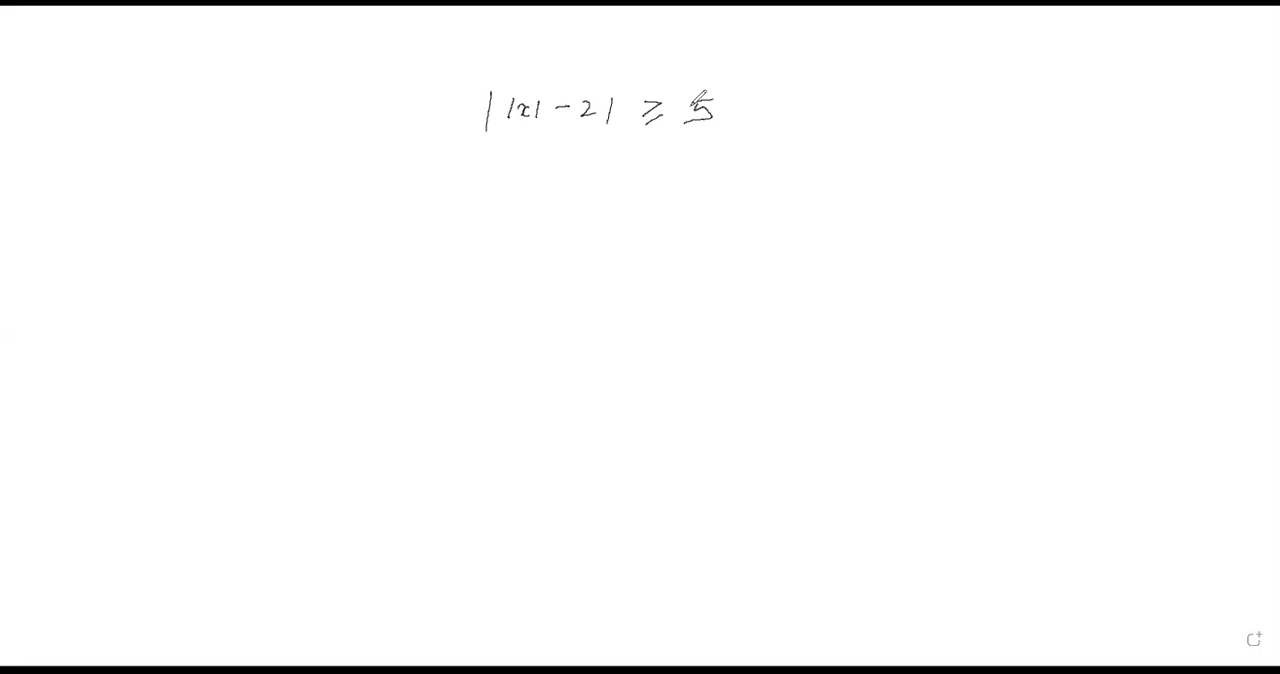 | |x| - 2 | ≥ 5